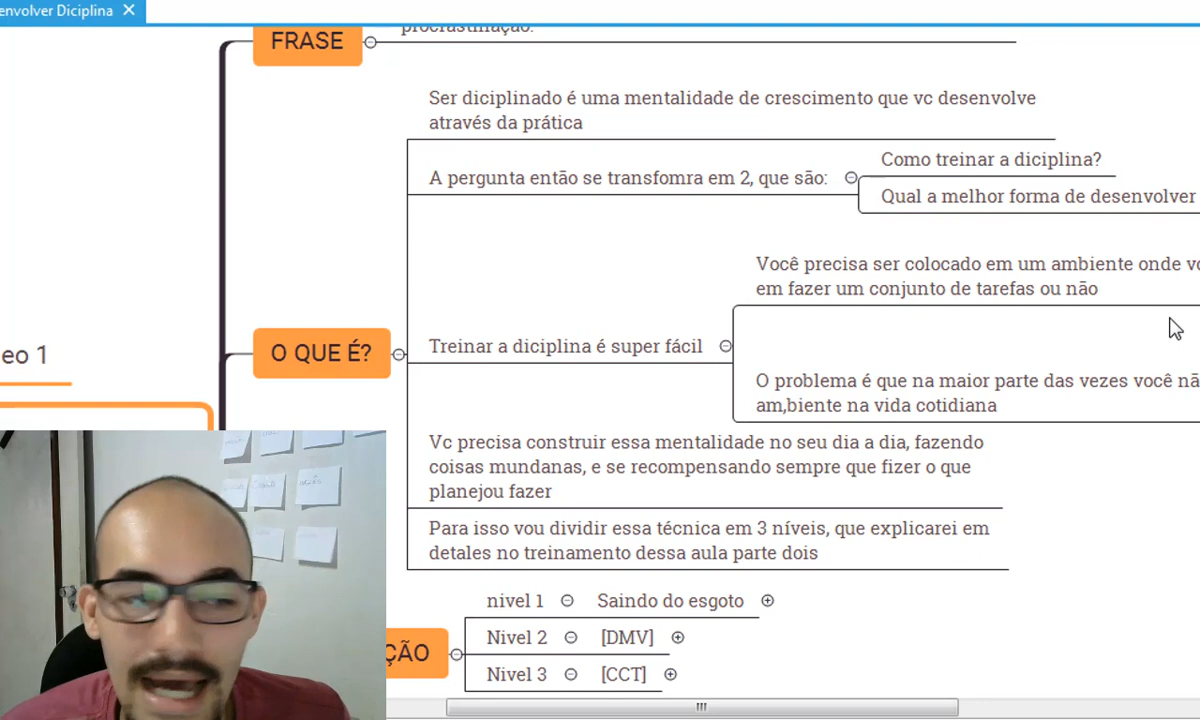 envolver Diciplina
FRASE
procrastinação.
Ser diciplinado é uma mentalidade de crescimento que vc desenvolve
através da prática
A pergunta então se transfomra em 2, que são:
Como treinar a diciplina?
Qual a melhor forma de desenvolver
Você precisa ser colocado em um ambiente onde vo
em fazer um conjunto de tarefas ou não
eo 1
O QUE É?
Treinar a diciplina é super fácil
O problema é que na maior parte das vezes você nã
am,biente na vida cotidiana
Vc precisa construir essa mentalidade no seu dia a dia, fazendo
coisas mundanas, e se recompensando sempre que fizer o que
planejou fazer
Para isso vou dividir essa técnica em 3 níveis, que explicarei em
detales no treinamento dessa aula parte dois
nivel 1 Saindo do esgoto
ÇÃO
Nivel 2 [DMV]
Nivel 3 [CCT]